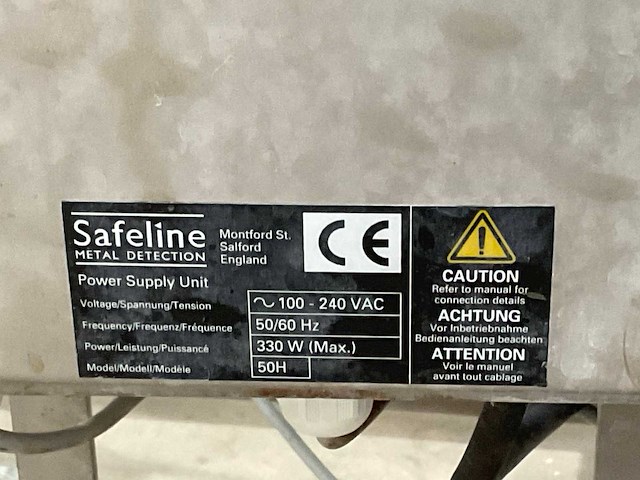 Safeline
METAL DETECTION
Montford St.
Salford
England
CE
Power Supply Unit
Voltage/Spannung/Tension ~ 100 - 240 VAC
Frequency/Frequenz/Fréquence 50/60 Hz
Power/Leistung/Puissancé 330 W (Max.)
Model/Modell/Modèle 50H
!
CAUTION
Refer to manual for
connection details
ACHTUNG
Vor Inbetriebnahme
Bedienanleitung beachten
ATTENTION
Voir le manuel
avant tout cablage